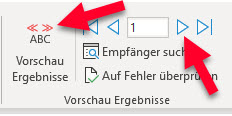 ABC
Vorschau
Ergebnisse
1
Empfänger such
Auf Fehler überprüfen
Vorschau Ergebnisse